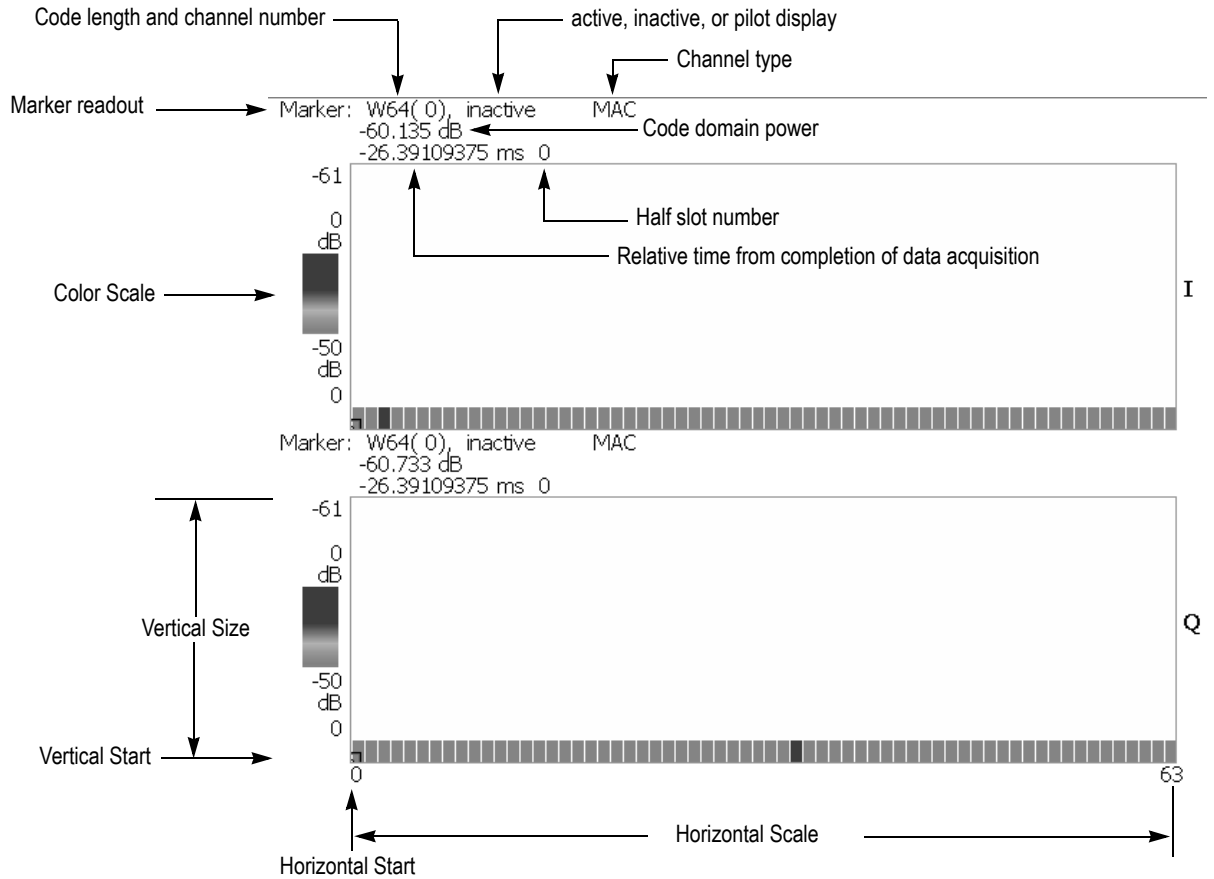 Code length and channel number
active, inactive, or pilot display
Channel type
Marker readout
Marker: W64( 0), inactive MAC
-60.135 dB
Code domain power
-26.39109375 ms 0
-61
Half slot number
0
dB
Relative time from completion of data acquisition
Color Scale
I
-50
dB
0
Marker: W64( 0), inactive MAC
-60.733 dB
-26.39109375 ms 0
-61
0
dB
Vertical Size
Q
-50
dB
0
Vertical Start
0 63
Horizontal Scale
Horizontal Start